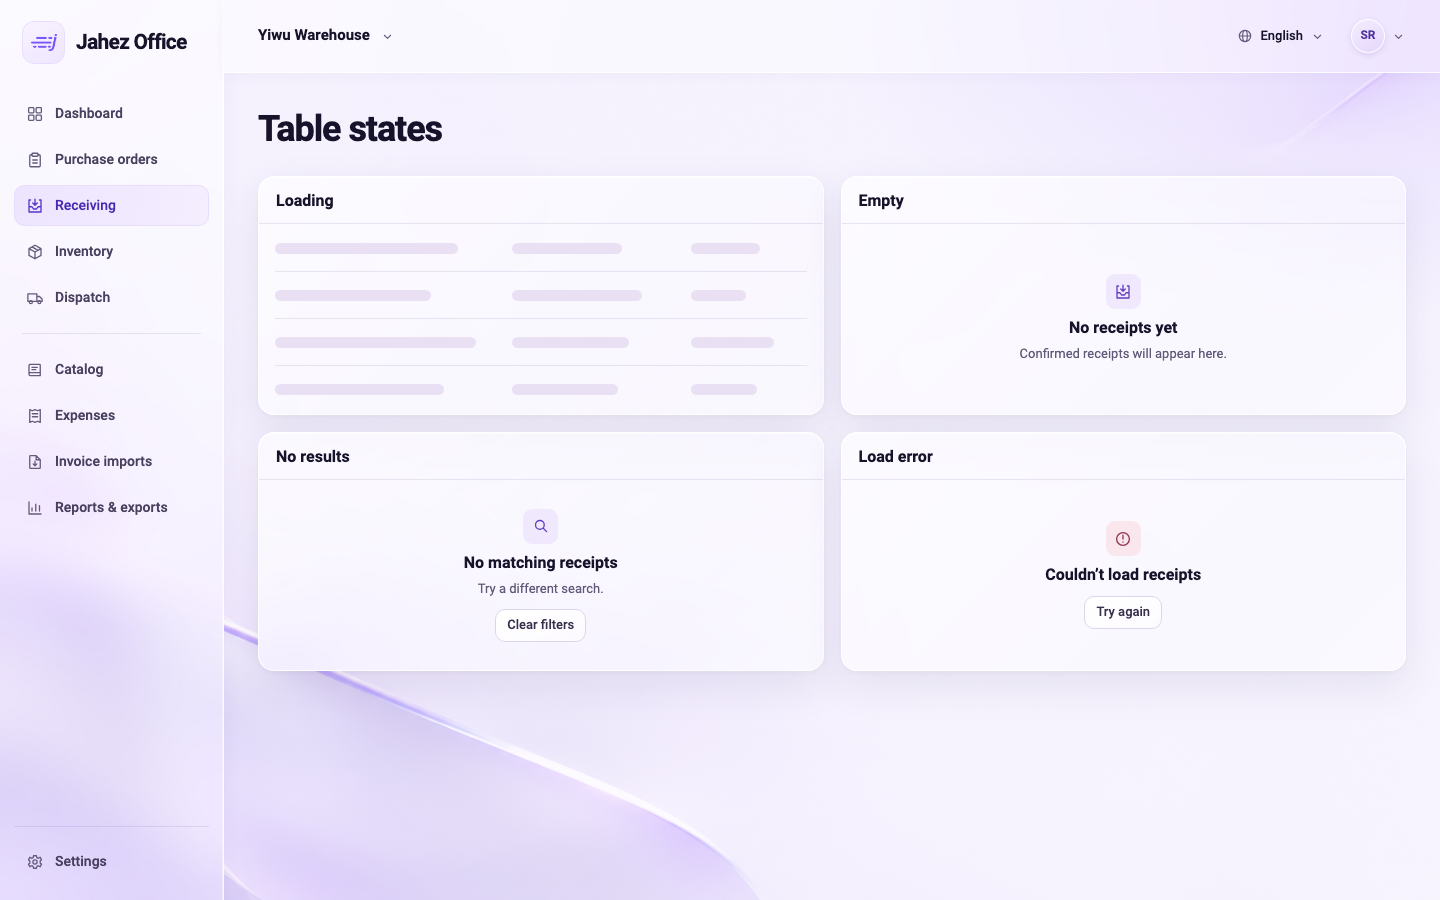 Jahez Office
Yiwu Warehouse
English
SR
Dashboard
Purchase orders
Receiving
Inventory
Dispatch
Catalog
Expenses
Invoice imports
Reports & exports
Settings
Table states
Loading
Empty
No receipts yet
Confirmed receipts will appear here.
No results
No matching receipts
Try a different search.
Clear filters
Load error
Couldn’t load receipts
Try again